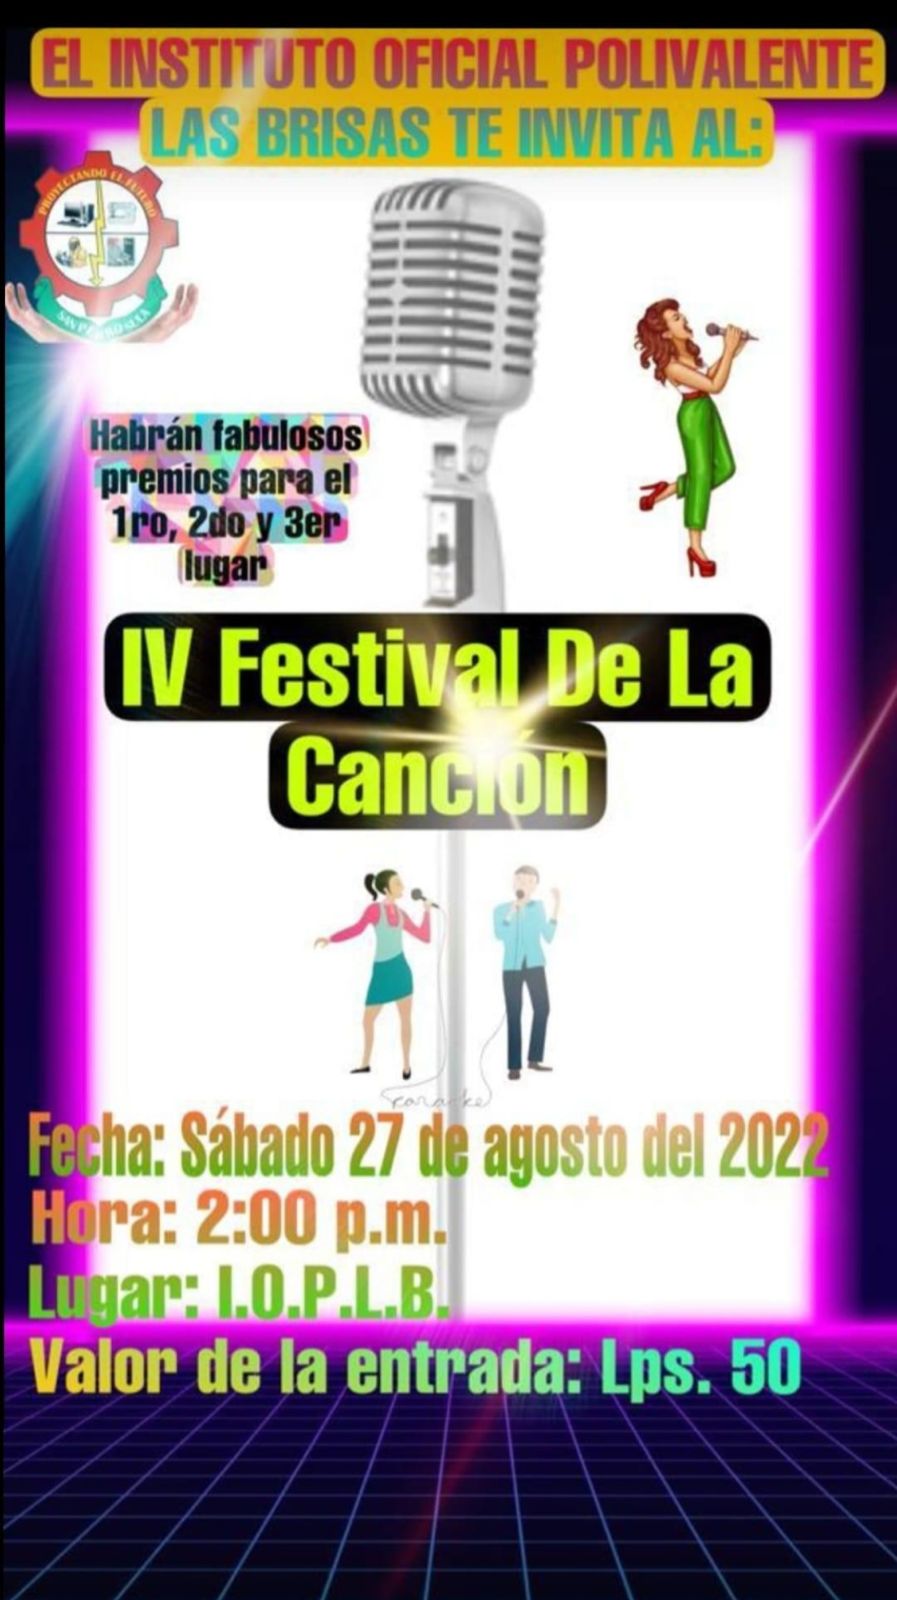 EL INSTITUTO OFICIAL POLIVALENTE
LAS BRISAS TE INVITA AL:
PROYECTANDO EL FUTURO
SAN PEDRO SULA
Habrán fabulosos
premios para el
1ro, 2do y 3er
lugar
IV Festival De La
Canción
karaoke
Fecha: Sábado 27 de agosto del 2022
Hora: 2:00 p.m.
Lugar: I.O.P.L.B.
Valor de la entrada: Lps. 50